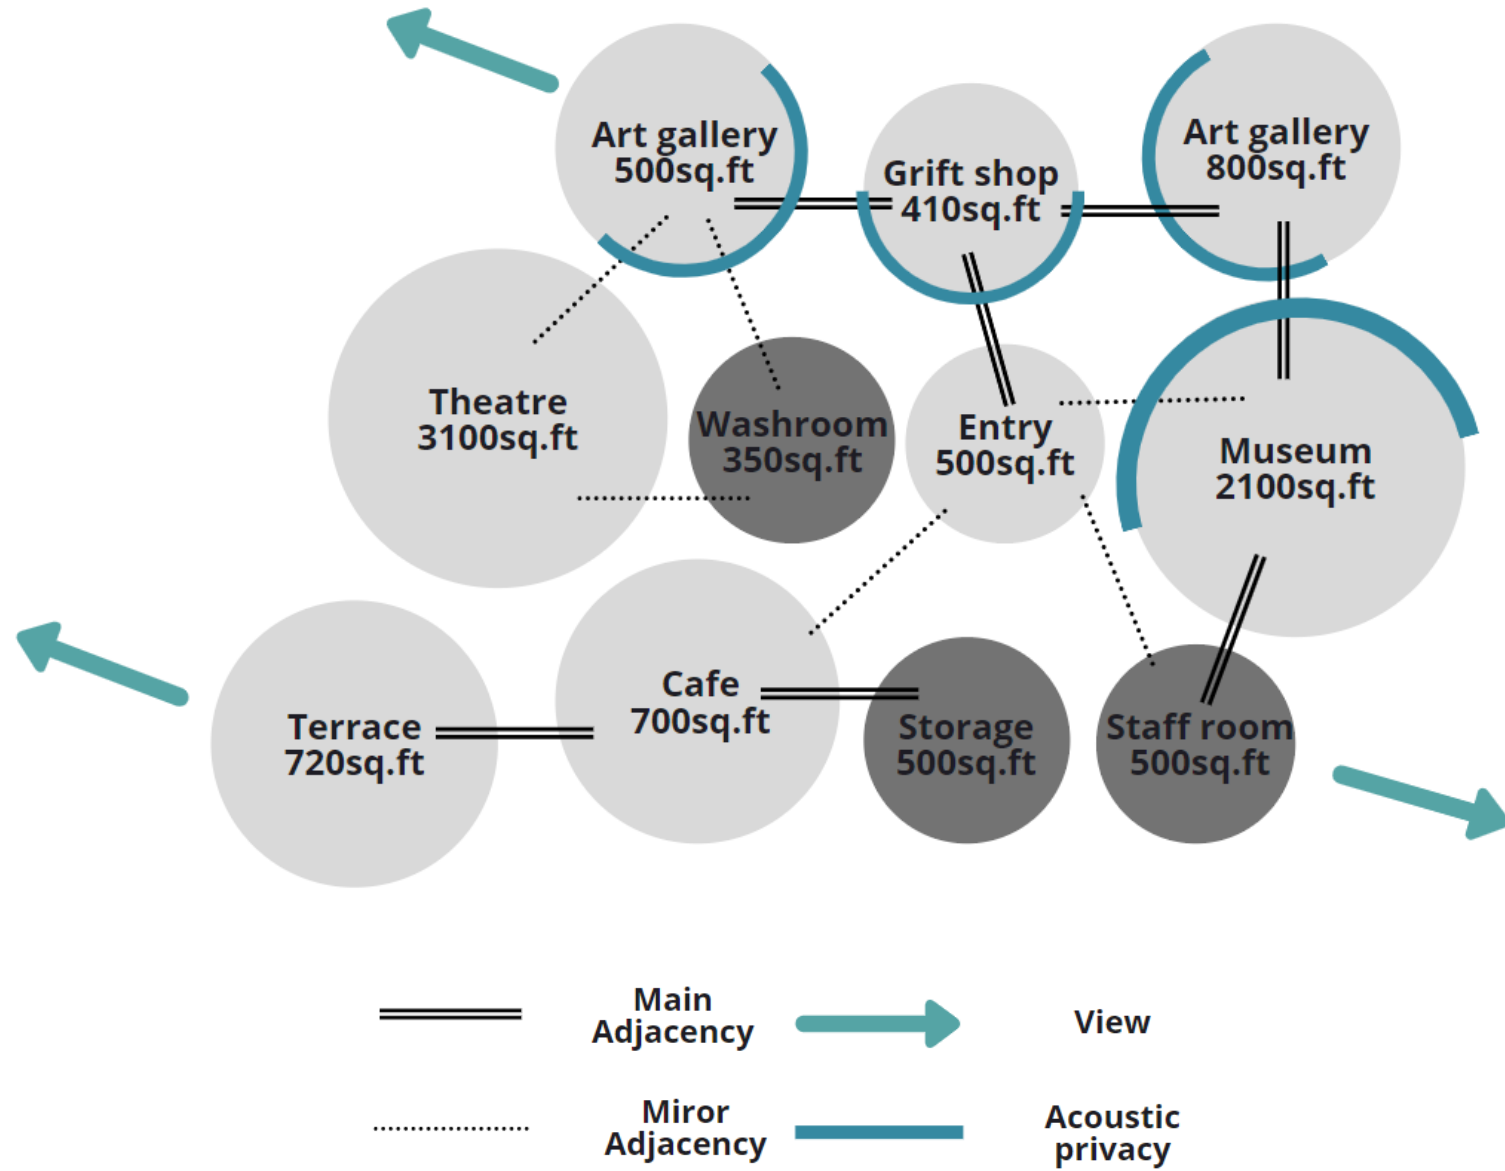 Art gallery
500sq.ft
Grift shop
410sq.ft
Art gallery
800sq.ft
Theatre
3100sq.ft
Washroom
350sq.ft
Entry
500sq.ft
Museum
2100sq.ft
Terrace
720sq.ft
Cafe
700sq.ft
Storage
500sq.ft
Staff room
500sq.ft
Main
Adjacency
View
Miror
Adjacency
Acoustic
privacy